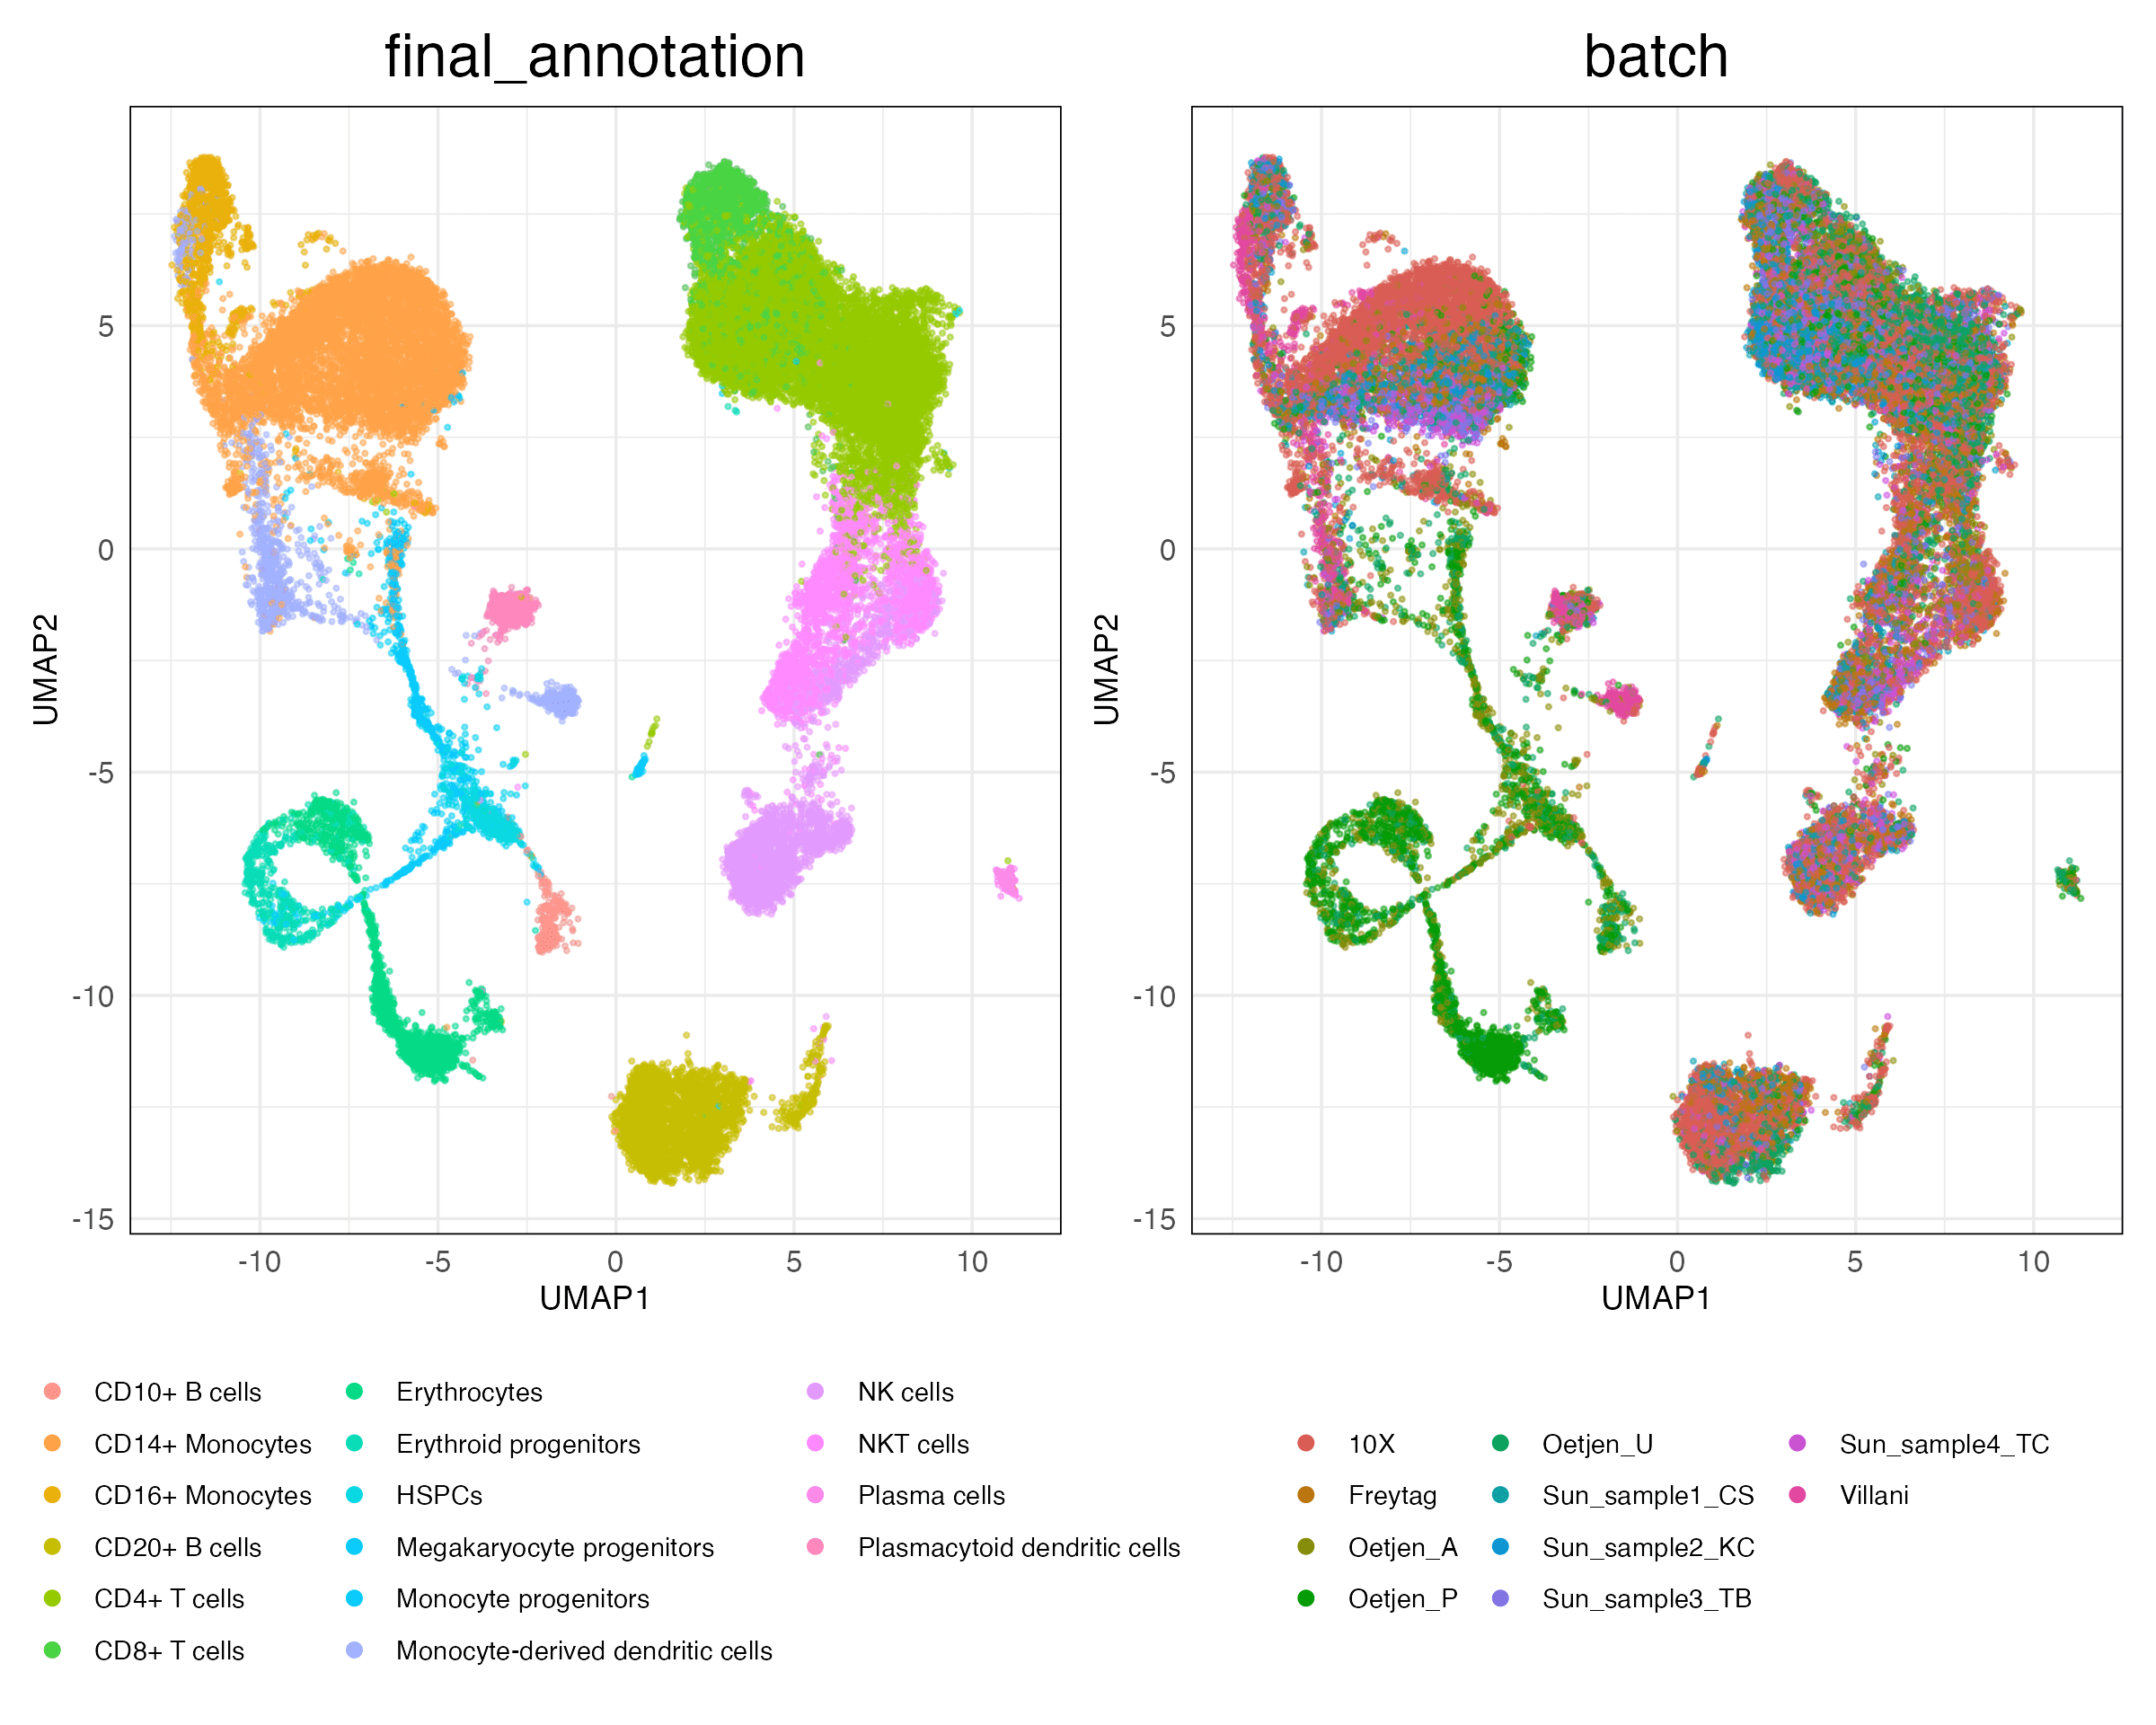 final_annotation
batch
5
0
-5
-10
-15
-10
-5
0
5
10
UMAP1
UMAP2
5
0
-5
-10
-15
-10
-5
0
5
10
UMAP1
UMAP2
CD10+ B cells
CD14+ Monocytes
CD16+ Monocytes
CD20+ B cells
CD4+ T cells
CD8+ T cells
Erythrocytes
Erythroid progenitors
HSPCs
Megakaryocyte progenitors
Monocyte progenitors
Monocyte-derived dendritic cells
NK cells
NKT cells
Plasma cells
Plasmacytoid dendritic cells
10X
Freytag
Oetjen_A
Oetjen_P
Oetjen_U
Sun_sample1_CS
Sun_sample2_KC
Sun_sample3_TB
Sun_sample4_TC
Villani